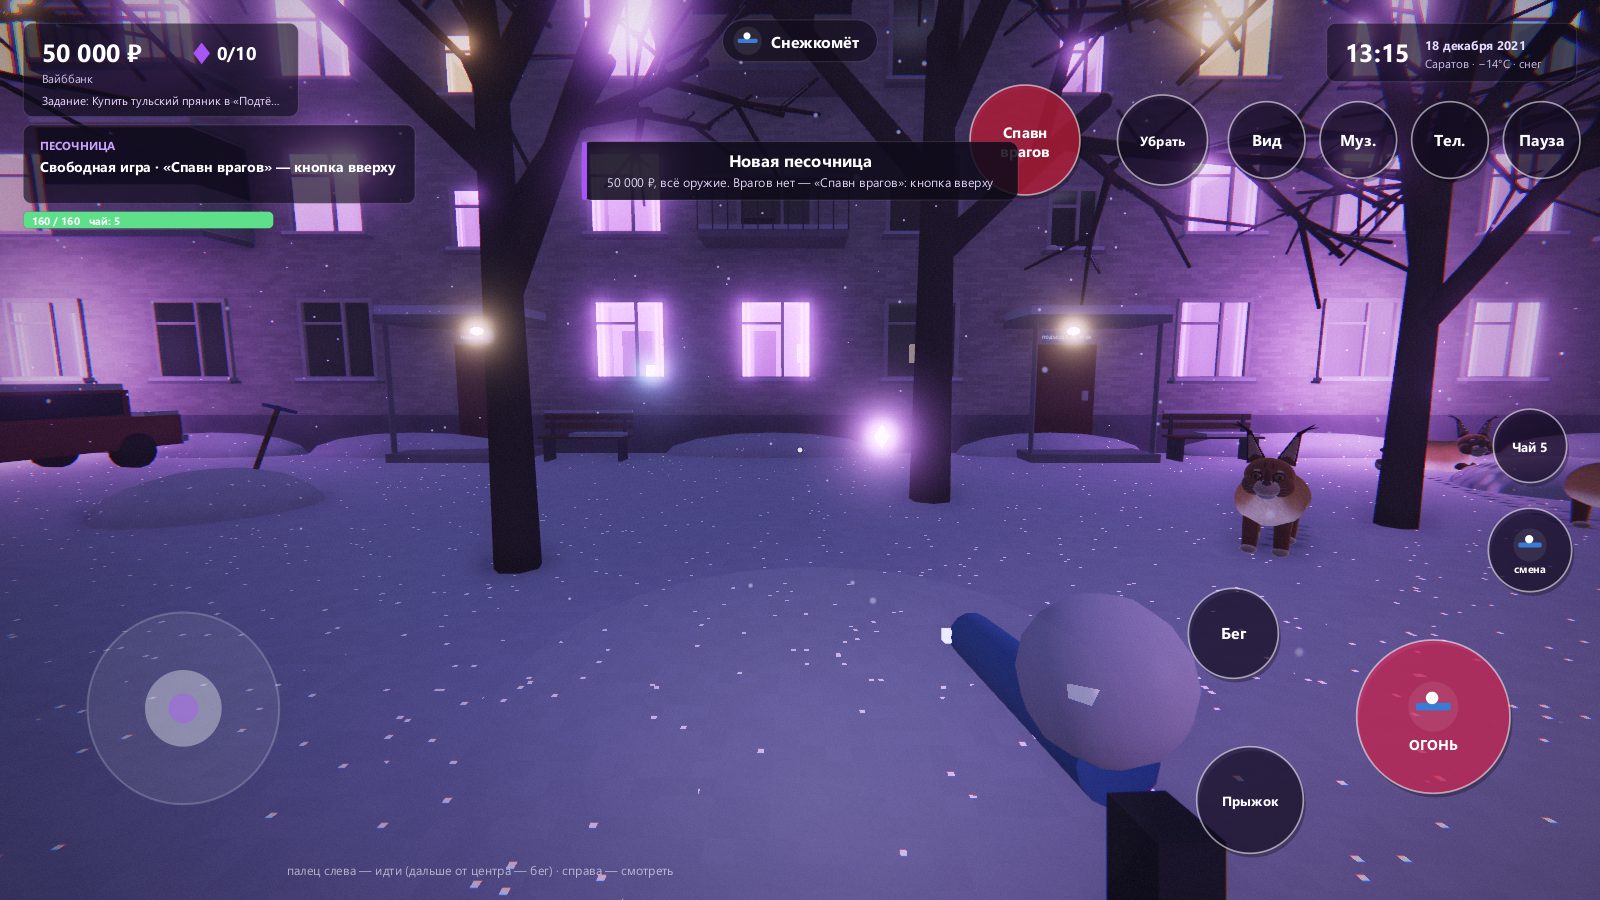 50 000 ₽
0/10
Вайббанк
Задание: Купить тульский пряник в «Подтё...
ПЕСОЧНИЦА
Свободная игра · «Спавн врагов» — кнопка вверху
160 / 160 чай: 5
Снежкомёт
Новая песочница
50 000 ₽, всё оружие. Врагов нет — «Спавн врагов»: кнопка вверху
13:15
18 декабря 2021
Саратов · −14°C · снег
Спавн
врагов
Убрать
Вид
Муз.
Тел.
Пауза
Чай 5
смена
Бег
ОГОНЬ
Прыжок
палец слева — идти (дальше от центра — бег) · справа — смотреть